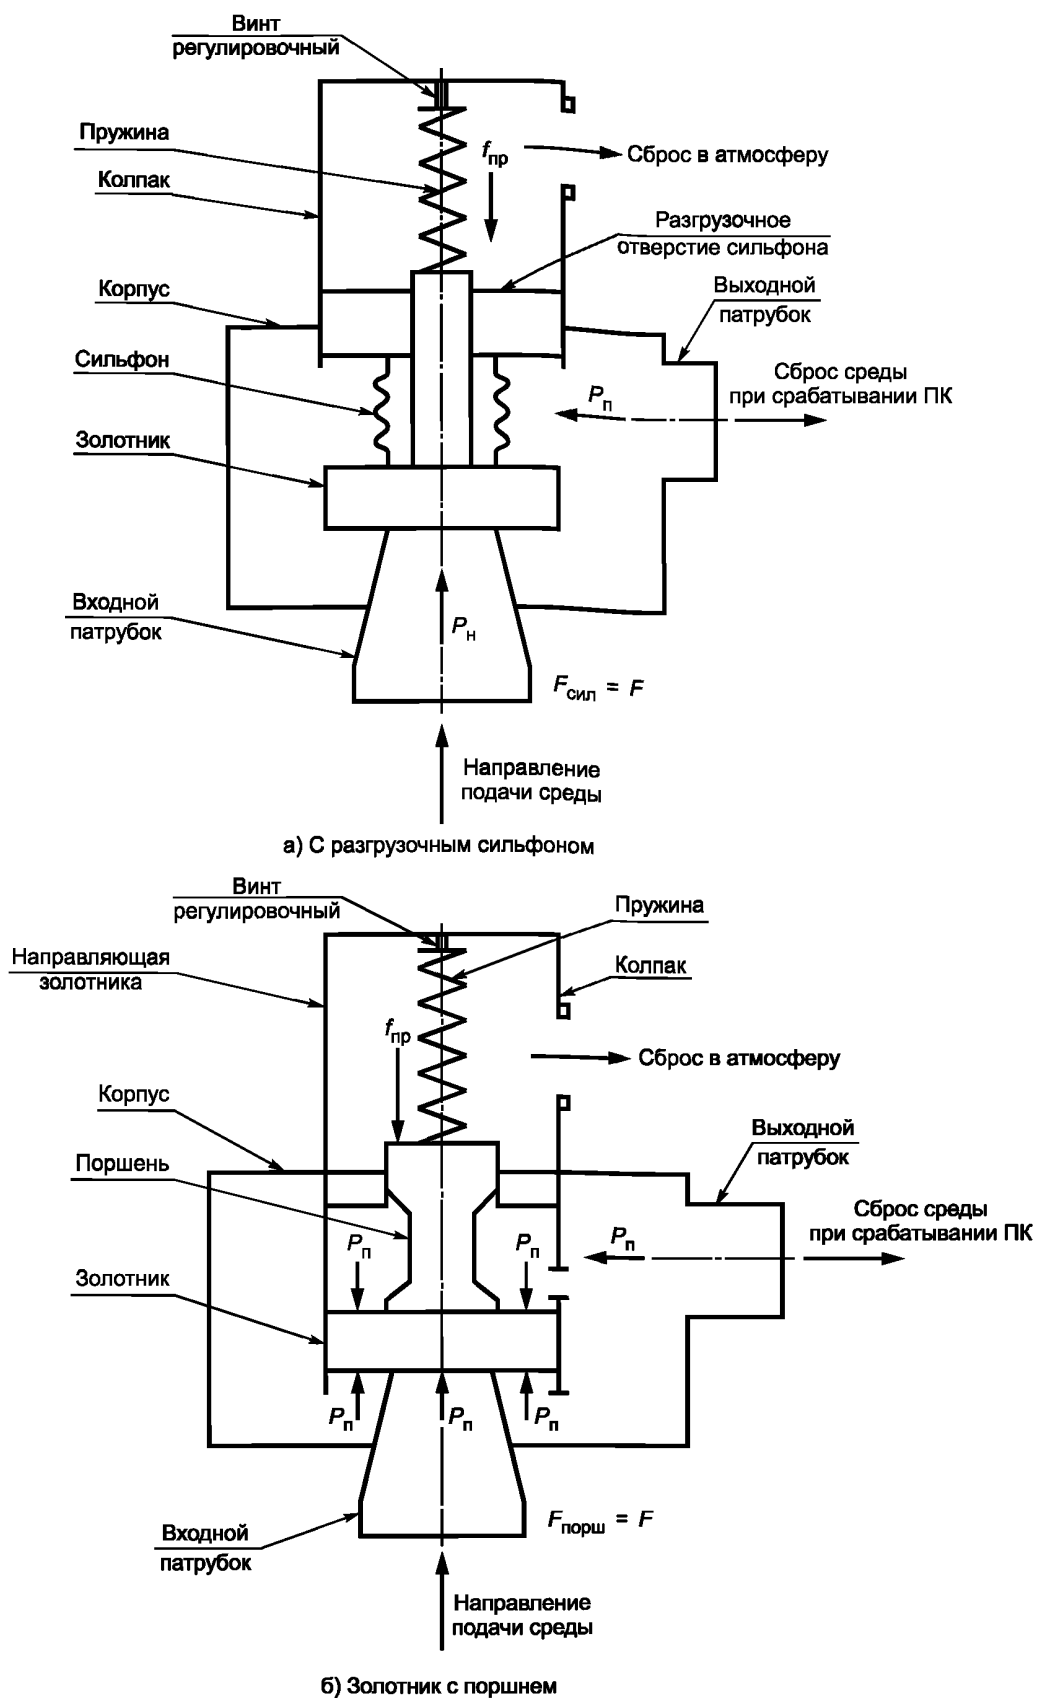 Винт
регулировочный
Пружина
fпр
Сброс в атмосферу
Колпак
Разгрузочное
отверстие сильфона
Корпус
Выходной
патрубок
Сильфон
Сброс среды
при срабатывании ПК
Pп
Золотник
Входной
патрубок
Pн
Fсил = F
Направление
подачи среды
а) С разгрузочным сильфоном
Винт
регулировочный
Пружина
Направляющая
золотника
Колпак
fпр
Сброс в атмосферу
Корпус
Выходной
патрубок
Поршень
Сброс среды
при срабатывании ПК
Pп
Pп
Pп
Золотник
Pп
Pп
Pп
Fпорш = F
Входной
патрубок
Направление
подачи среды
б) Золотник с поршнем